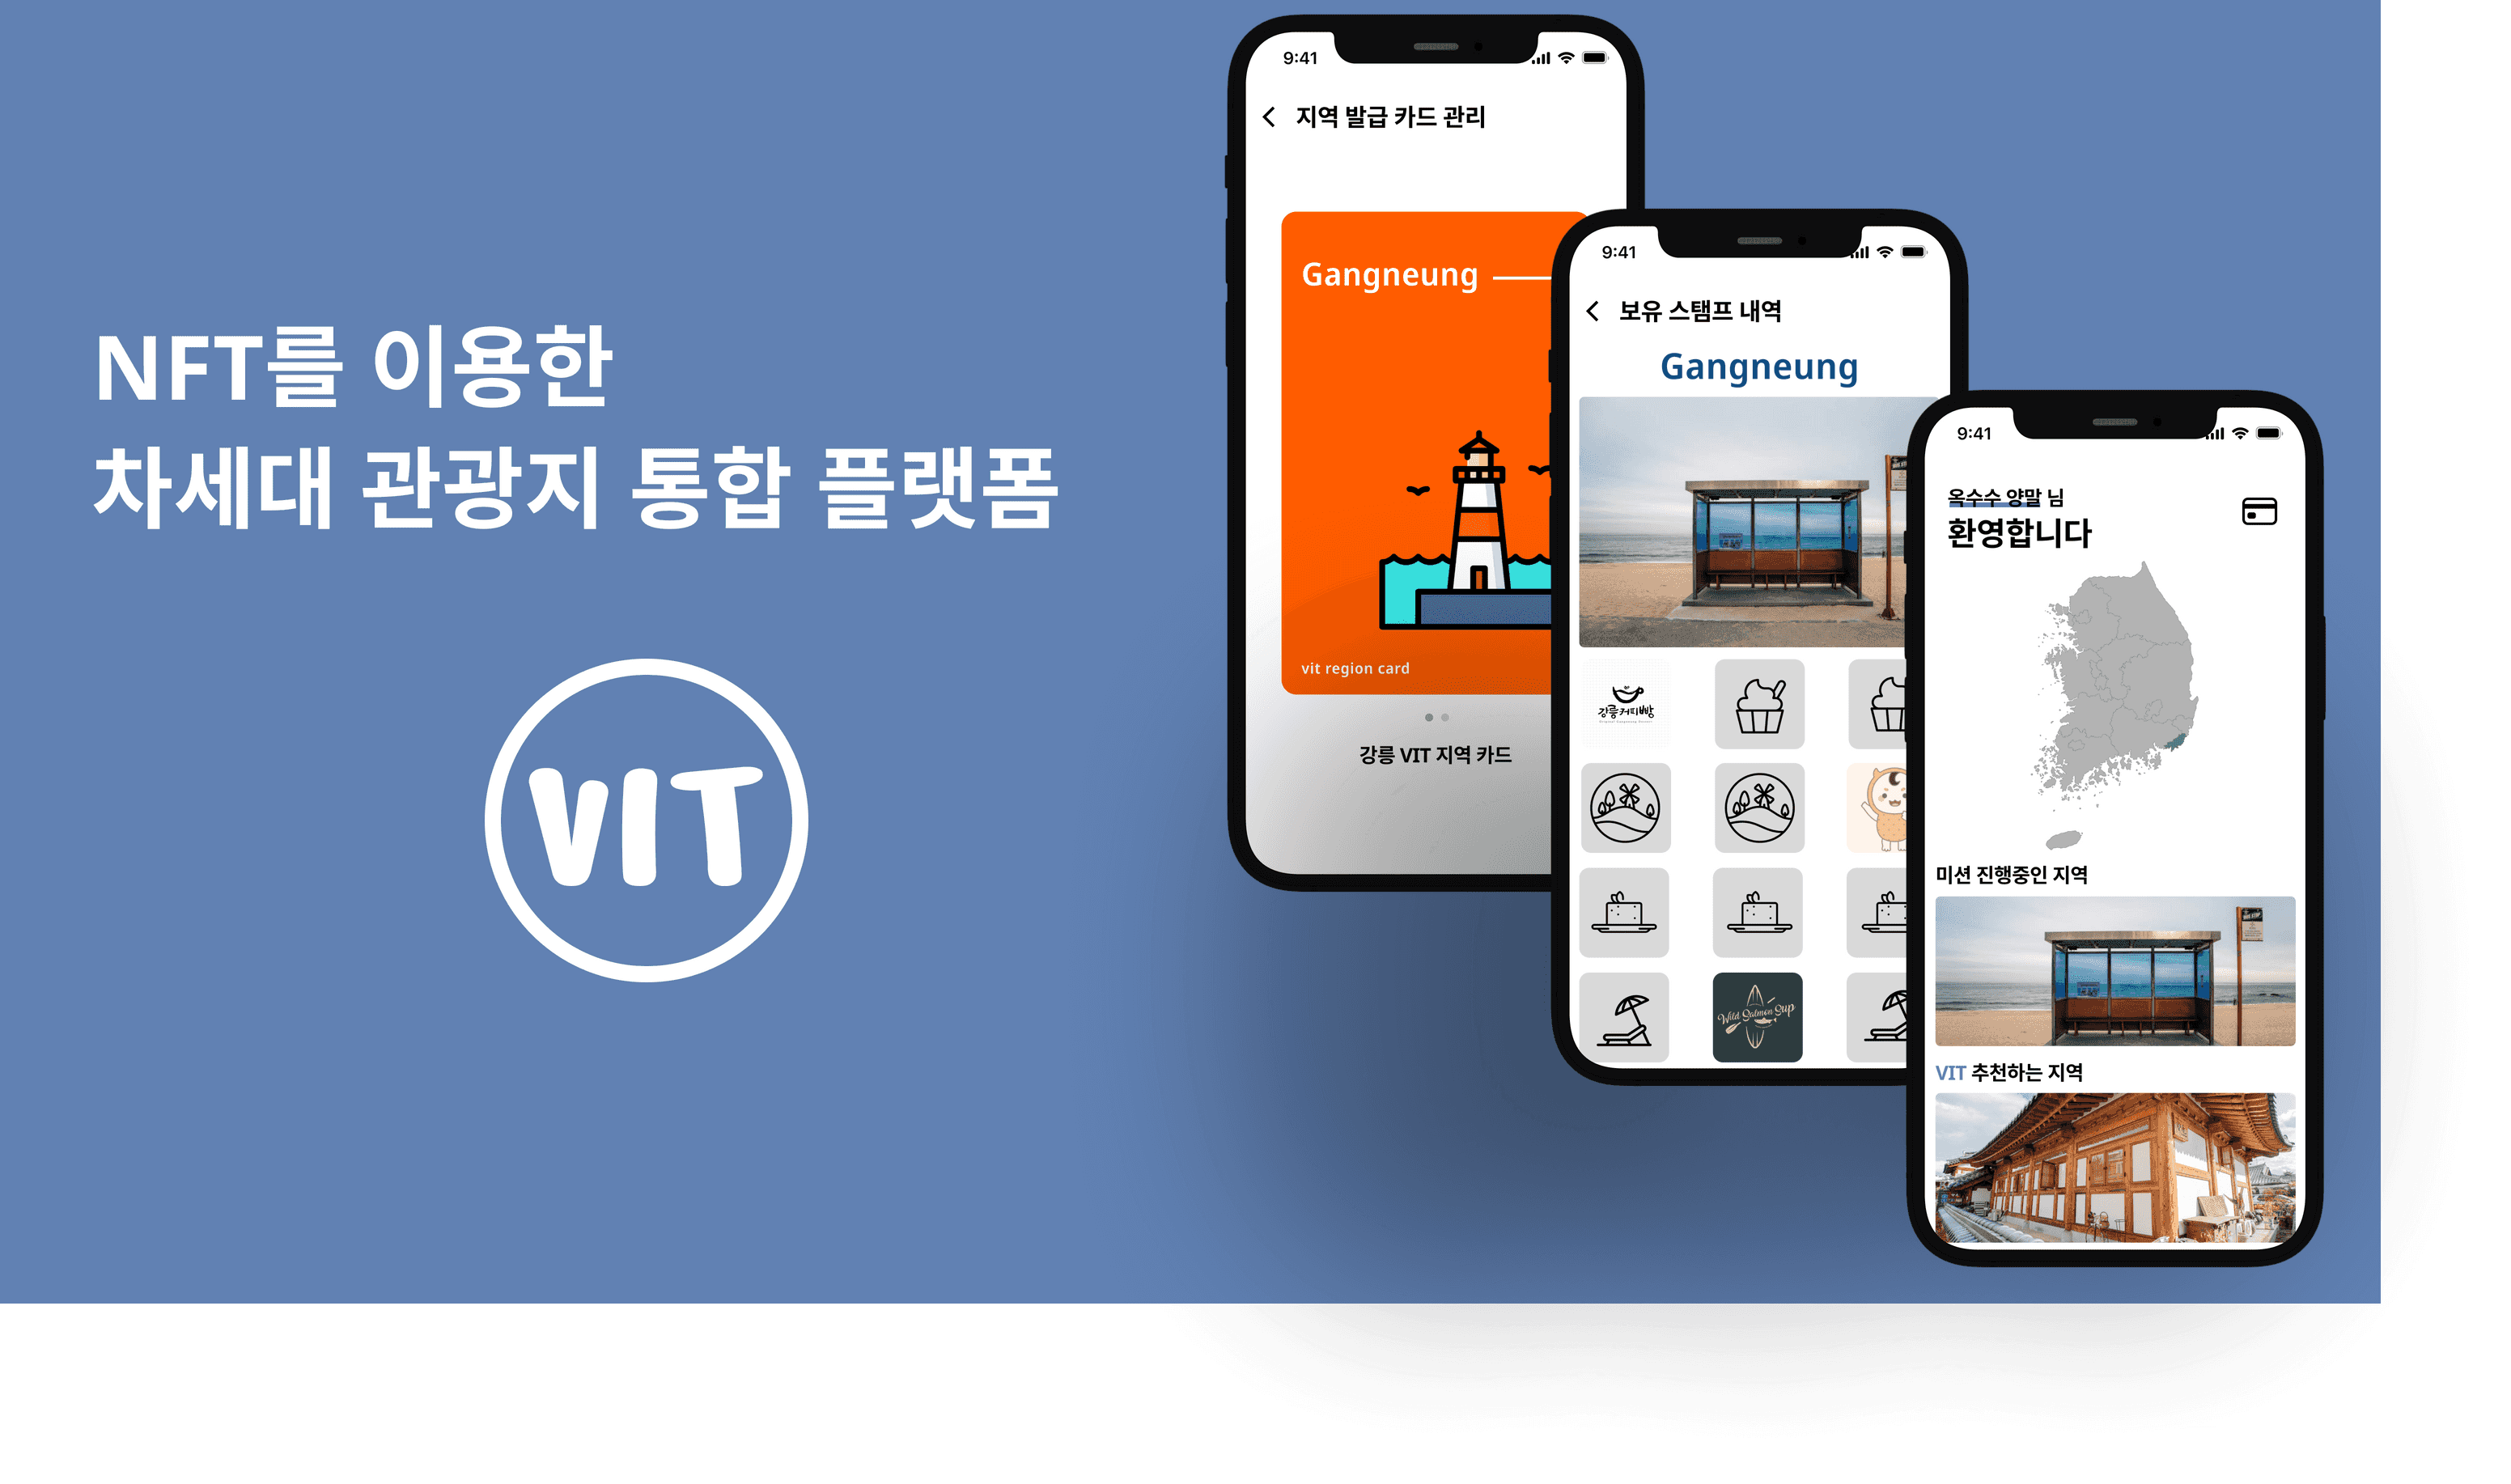 NFT를 이용한
차세대 관광지 통합 플랫폼
VIT
9:41
지역 발급 카드 관리
Gangneung
vit region card
강릉 VIT 지역 카드
9:41
보유 스탬프 내역
Gangneung
강릉커피빵
Wild Salmon Sup
9:41
옥수수 양말 님
환영합니다
미션 진행중인 지역
VIT 추천하는 지역